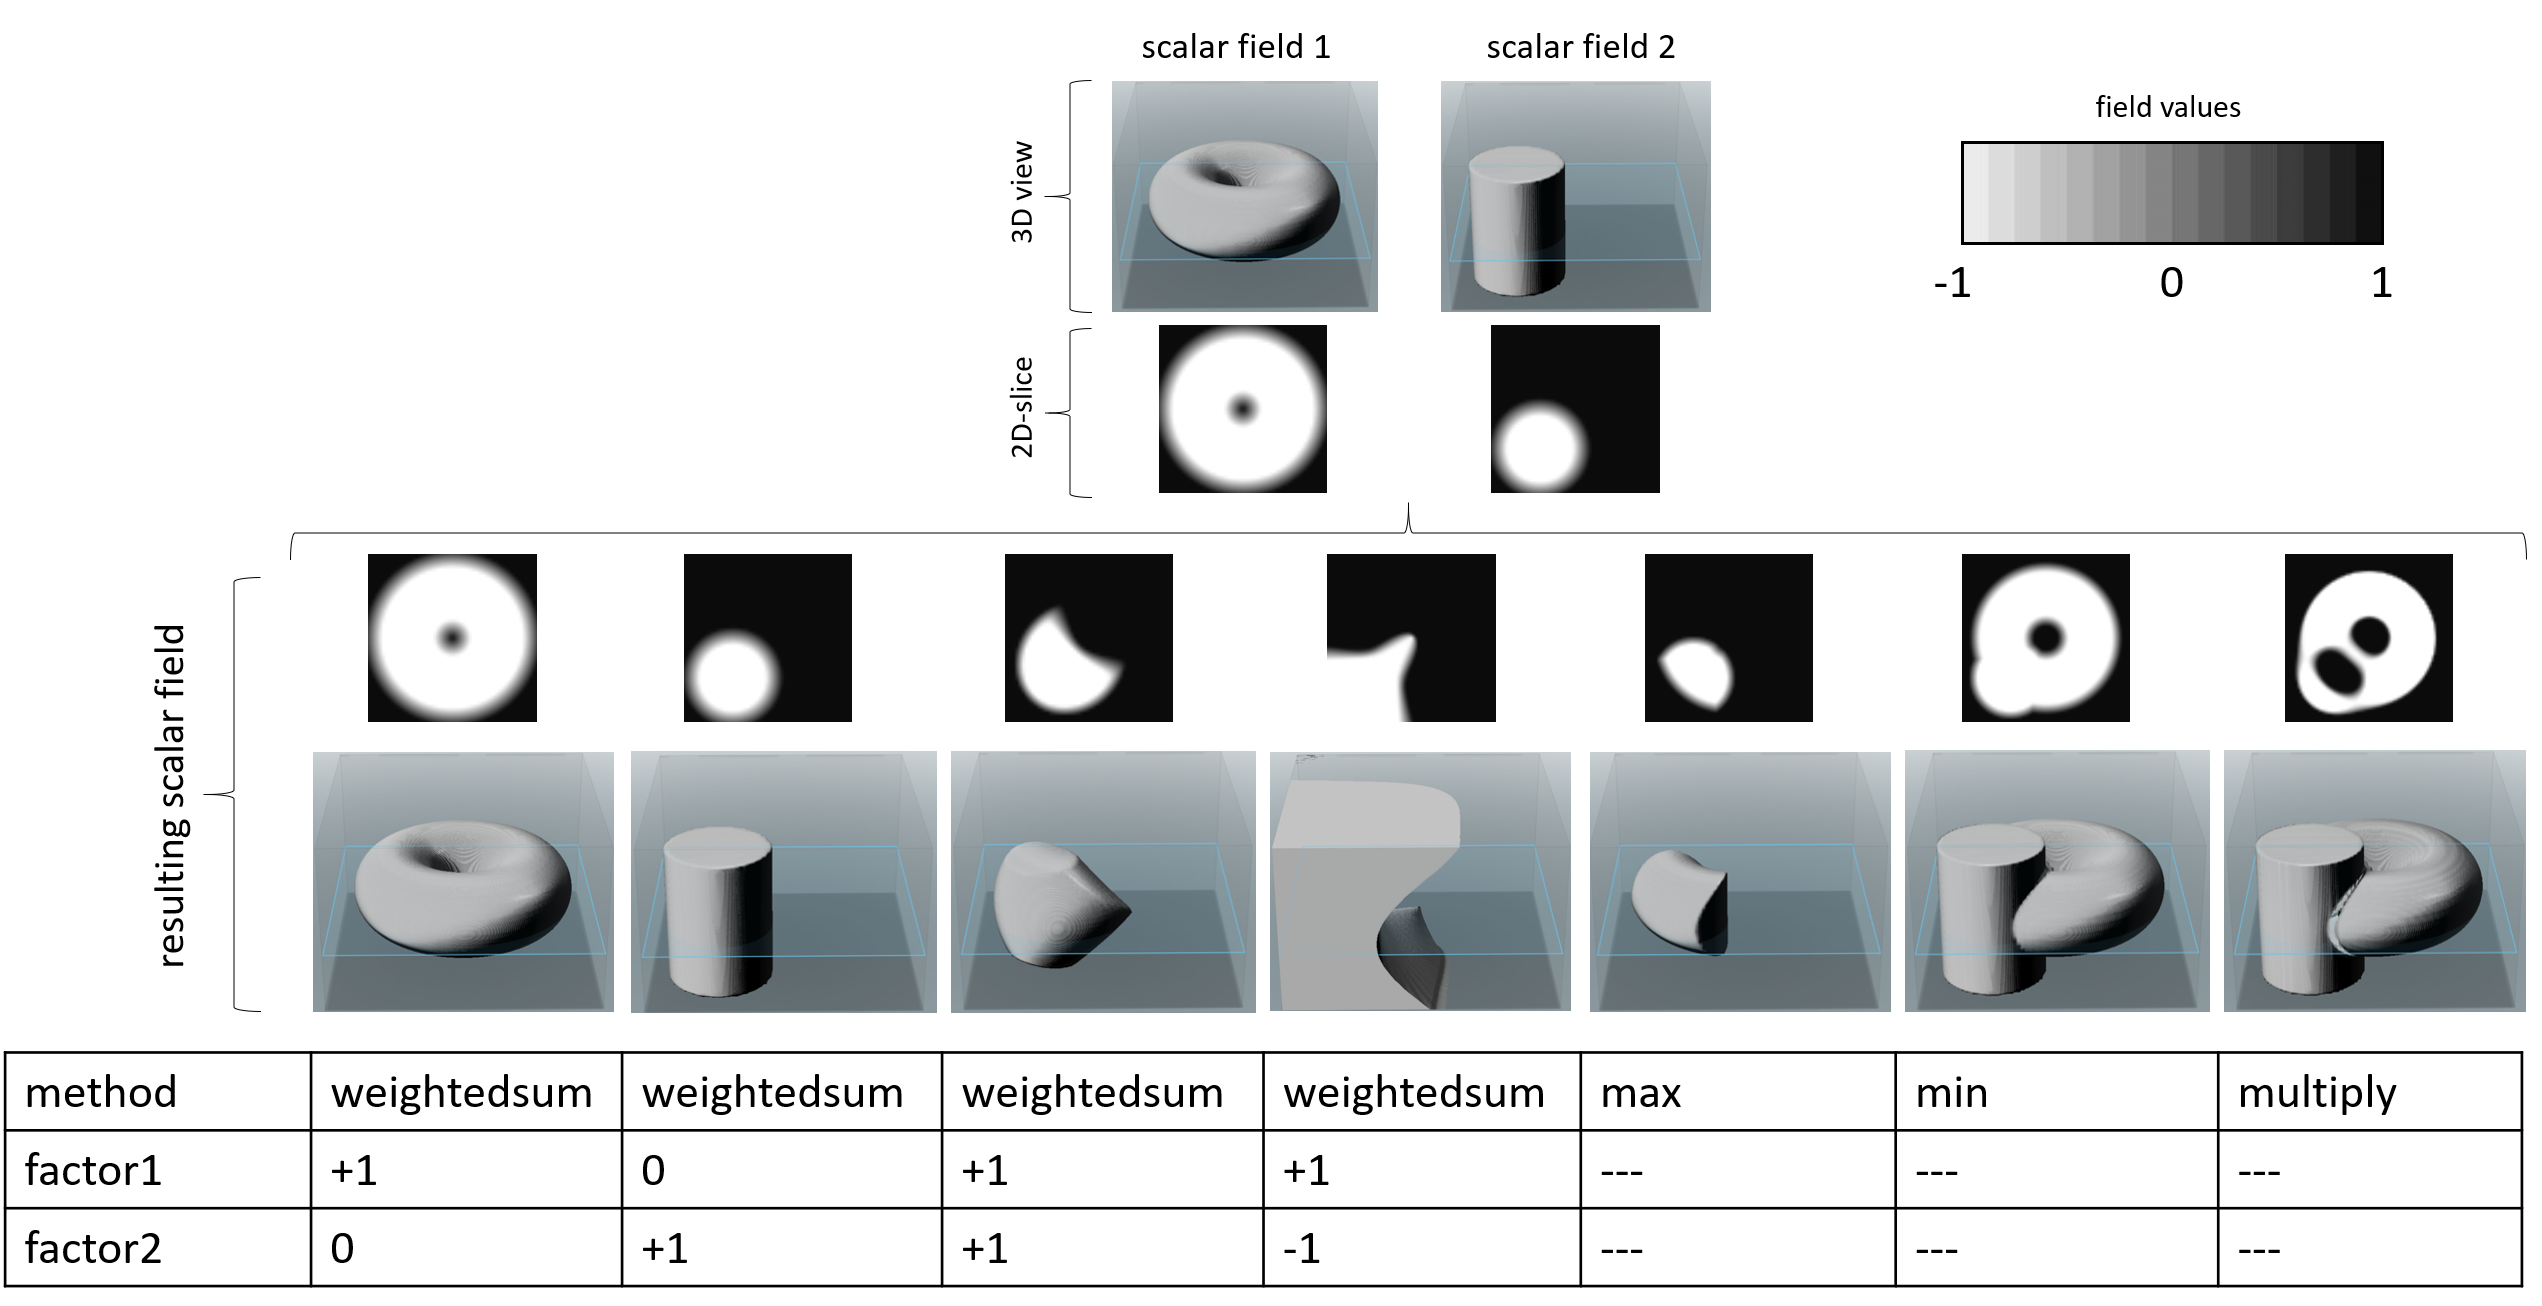 scalar field 1
scalar field 2
field values
-1 0 1
3D view
2D-slice
resulting scalar field
method weightedsum weightedsum weightedsum weightedsum max min multiply
factor1 +1 0 +1 +1 --- --- ---
factor2 0 +1 +1 -1 --- --- ---